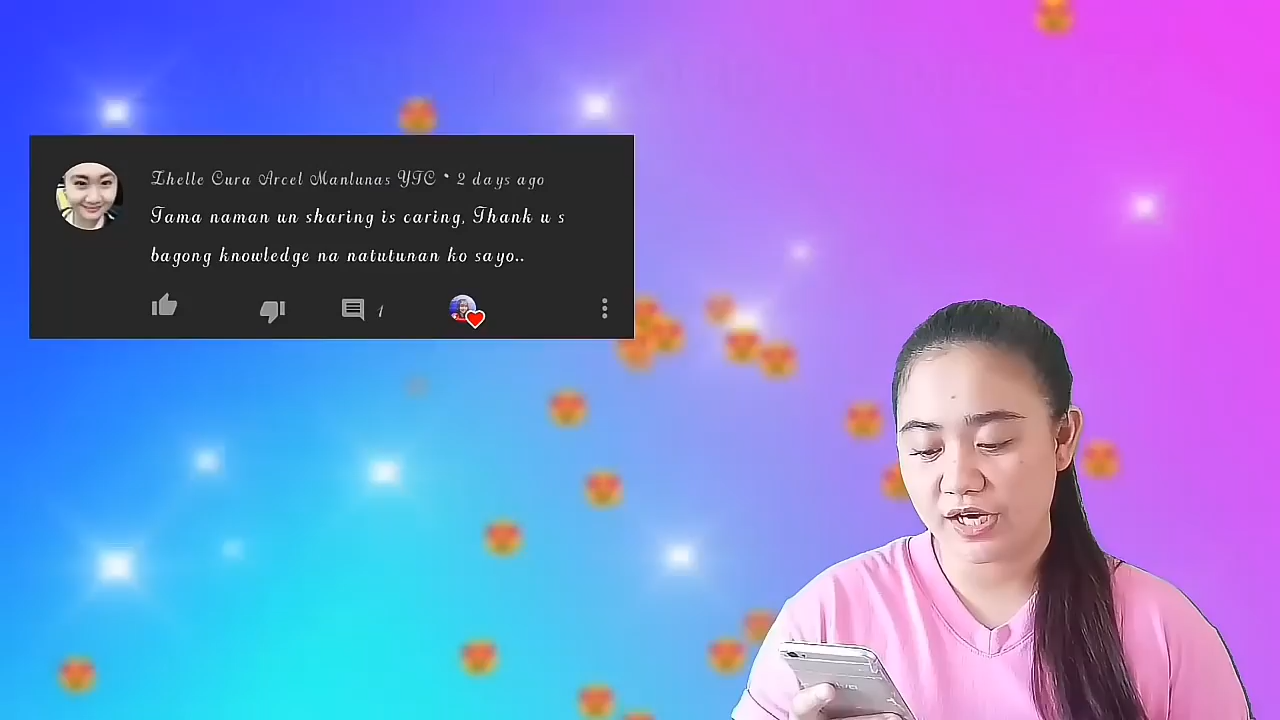 Zhelle Cura Arcel Manlunas YTC • 2 days ago
Tama naman un sharing is caring, Thank u s
bagong knowledge na natutunan ko sayo..
1